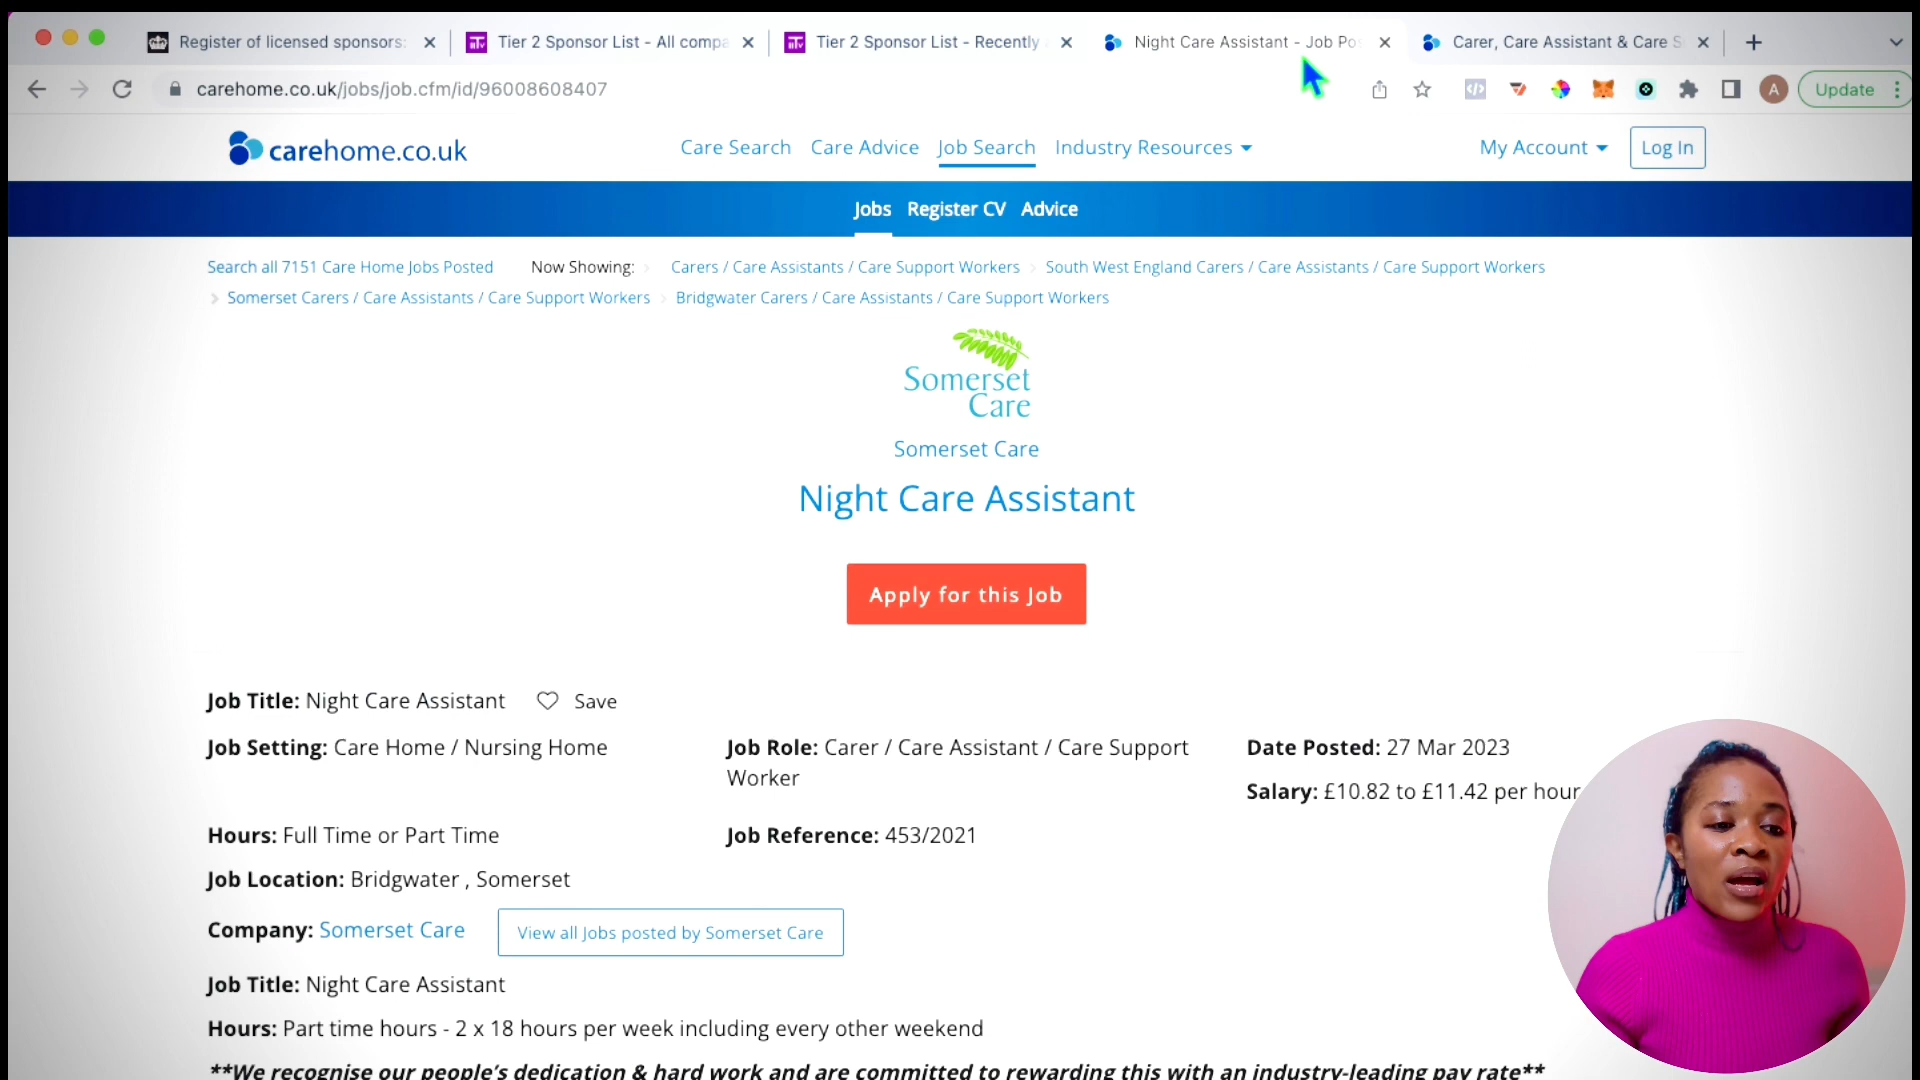 Register of licensed sponsors:
Tier 2 Sponsor List - All compa
Tier 2 Sponsor List - Recently
Night Care Assistant - Job Pos
Carer, Care Assistant & Care S
carehome.co.uk/jobs/job.cfm/id/96008608407
A
Update
carehome.co.uk
Care Search
Care Advice
Job Search
Industry Resources
My Account
Log In
Jobs
Register CV
Advice
Search all 7151 Care Home Jobs Posted
Now Showing:
Carers / Care Assistants / Care Support Workers
South West England Carers / Care Assistants / Care Support Workers
Somerset Carers / Care Assistants / Care Support Workers
Bridgwater Carers / Care Assistants / Care Support Workers
Somerset
Care
Somerset Care
Night Care Assistant
Apply for this Job
Job Title: Night Care Assistant
Save
Job Setting: Care Home / Nursing Home
Job Role: Carer / Care Assistant / Care Support
Worker
Date Posted: 27 Mar 2023
Salary: £10.82 to £11.42 per hour
Hours: Full Time or Part Time
Job Reference: 453/2021
Job Location: Bridgwater , Somerset
Company: Somerset Care
View all Jobs posted by Somerset Care
Job Title: Night Care Assistant
Hours: Part time hours - 2 x 18 hours per week including every other weekend
**We recognise our people's dedication & hard work and are committed to rewarding this with an industry-leading pay rate**